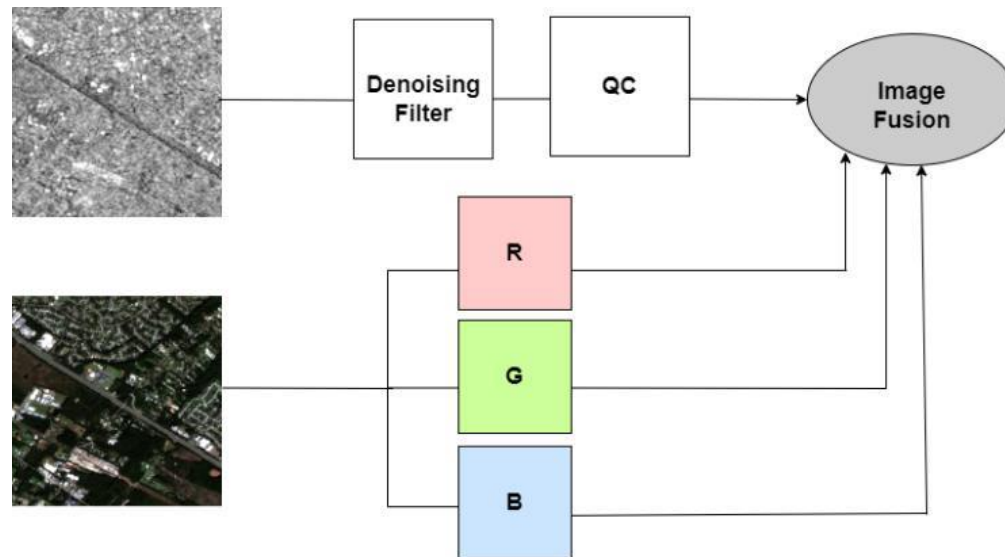 Denoising
Filter
QC
Image
Fusion
R
G
B